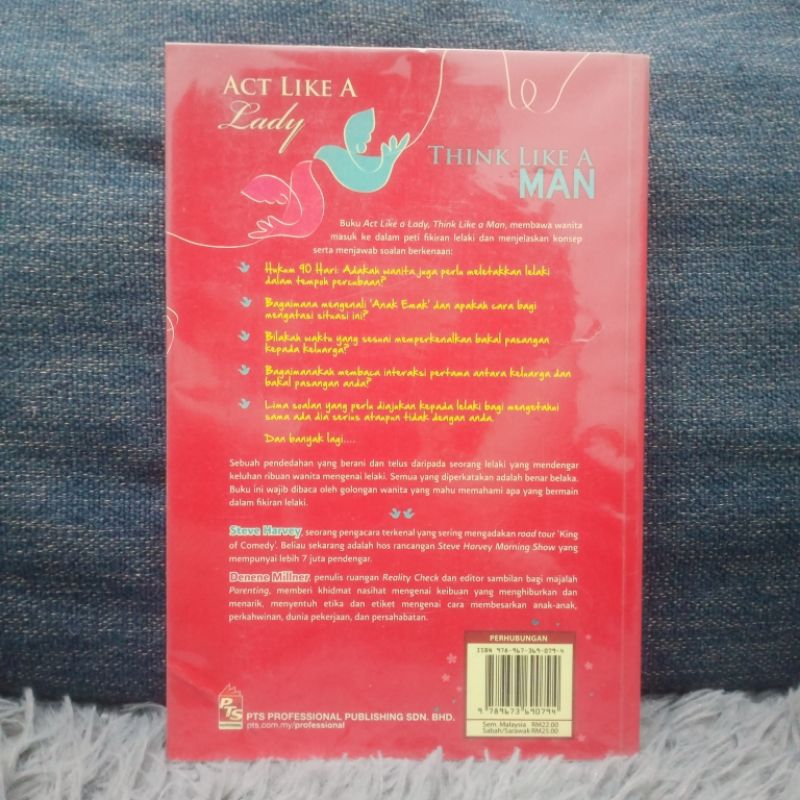 ACT LIKE A
Lady
THINK LIKE A
MAN
Buku Act Like a Lady, Think Like a Man, membawa wanita
masuk ke dalam peti fikiran lelaki dan menjelaskan konsep
serta menjawab soalan berkenaan:
Hukum 90 Hari: Adakah wanita juga perlu meletakkan lelaki
dalam tempoh percubaan?
Bagaimana mengenali 'Anak Emak' dan apakah cara bagi
mengatasi situasi ini?
Bilakah waktu yang sesuai memperkenalkan bakal pasangan
kepada keluarga?
Bagaimanakah membaca interaksi pertama antara keluarga dan
bakal pasangan anda?
Lima soalan yang perlu diajukan kepada lelaki bagi mengetahui
sama ada dia serius ataupun tidak dengan anda.
Dan banyak lagi....
Sebuah pendedahan yang berani dan telus daripada seorang lelaki yang mendengar
keluhan ribuan wanita mengenai lelaki. Semua yang diperkatakan adalah benar belaka.
Buku ini wajib dibaca oleh golongan wanita yang mahu memahami apa yang bermain
dalam fikiran lelaki.
Steve Harvey, seorang pengacara terkenal yang sering mengadakan road tour 'King
of Comedy'. Beliau sekarang adalah hos rancangan Steve Harvey Morning Show yang
mempunyai lebih 7 juta pendengar.
Denene Millner, penulis ruangan Reality Check dan editor sambilan bagi majalah
Parenting, memberi khidmat nasihat mengenai keibuan yang menghiburkan dan
menarik, menyentuh etika dan etiket mengenai cara membesarkan anak-anak,
perkahwinan, dunia pekerjaan, dan persahabatan.
PERHUBUNGAN
ISBN 978-967-369-079-4
9 789673 690794
Sem. Malaysia RM22.00
Sabah/Sarawak RM25.00
PTS
PTS PROFESSIONAL PUBLISHING SDN. BHD.
pts.com.my/professional